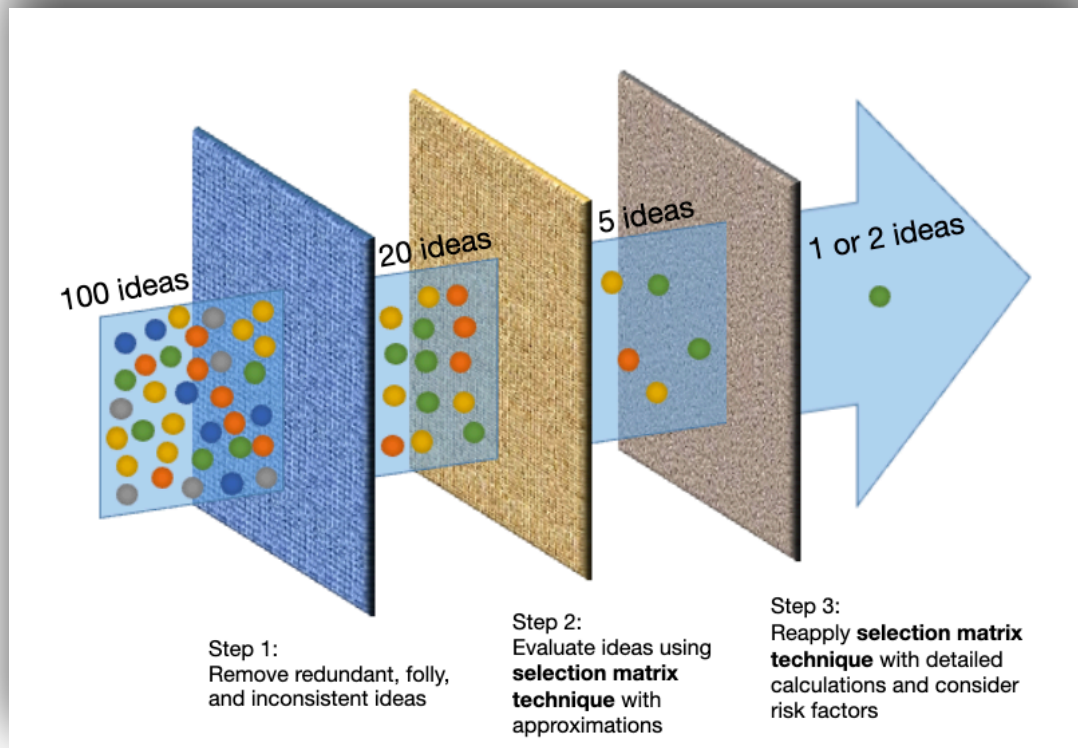 100 ideas
20 ideas
5 ideas
1 or 2 ideas
Step 1:
Remove redundant, folly,
and inconsistent ideas
Step 2:
Evaluate ideas using
selection matrix
technique with
approximations
Step 3:
Reapply selection matrix
technique with detailed
calculations and consider
risk factors